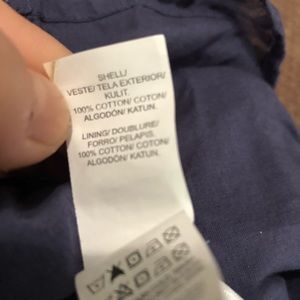 SHELL/
VESTE/ TELA EXTERIOR/
KULIT.
100% COTTON/ COTON/
ALGODÓN/ KATUN.
LINING/ DOUBLURE/
FORRO/ PELAPIS.
100% COTTON/ COTON/
ALGODÓN/ KATUN.